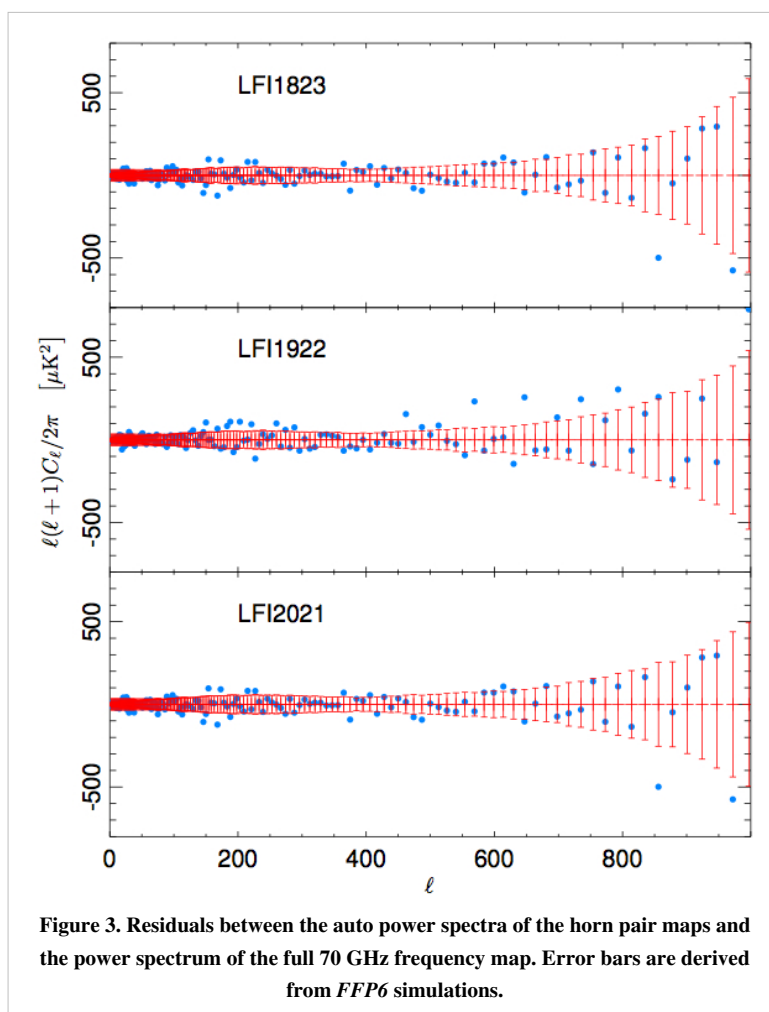 LFI1823
500
-500
LFI1922
500
-500
ℓ(ℓ+1)C_ℓ/2π [μK²]
LFI2021
500
-500
0 200 400 600 800
ℓ
Figure 3. Residuals between the auto power spectra of the horn pair maps and
the power spectrum of the full 70 GHz frequency map. Error bars are derived
from FFP6 simulations.